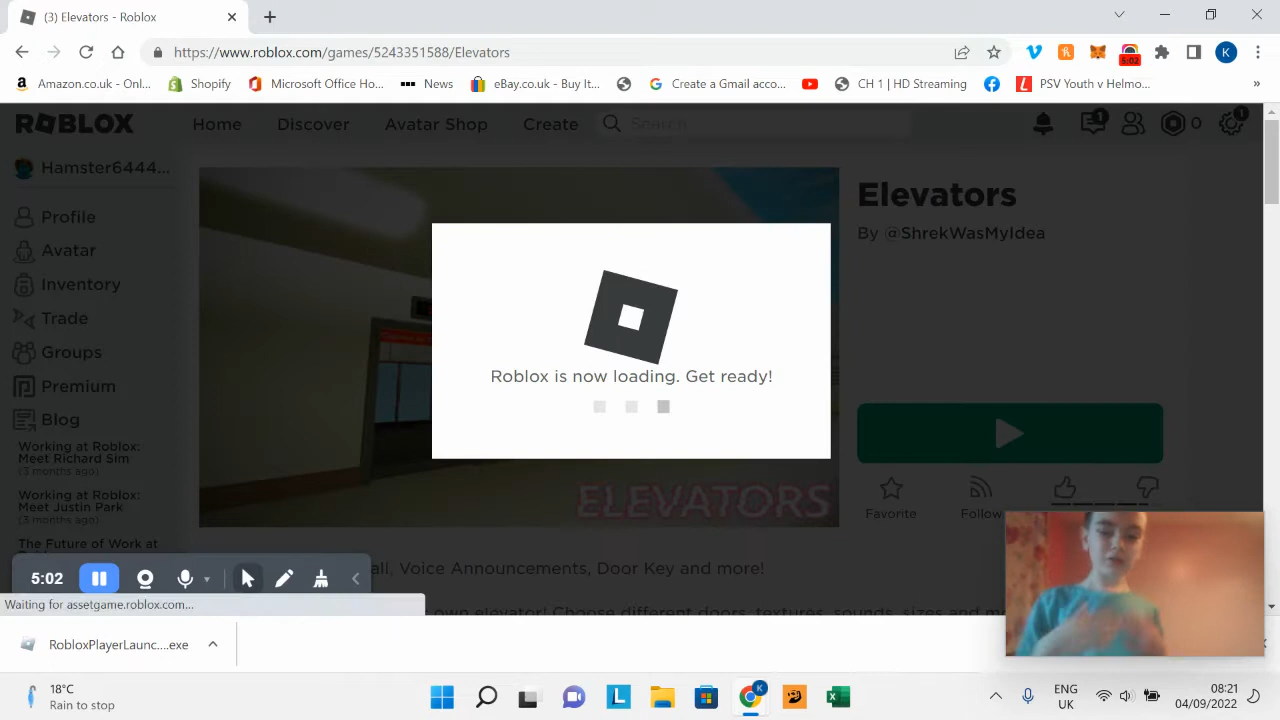 (3) Elevators - Roblox
https://www.roblox.com/games/5243351588/Elevators
5:02
K
Amazon.co.uk - Onl...
Shopify
Microsoft Office Ho...
News
eBay.co.uk - Buy It...
Create a Gmail acco...
CH 1 | HD Streaming
PSV Youth v Helmo...
»
ROBLOX
Home
Discover
Avatar Shop
Create
Search
1
0
1
Hamster6444...
Profile
Avatar
Inventory
Trade
Groups
Premium
Blog
Working at Roblox:
Meet Richard Sim
(3 months ago)
Working at Roblox:
Meet Justin Park
(3 months ago)
The Future of Work at
ELEVATORS
Elevators
By @ShrekWasMyIdea
Roblox is now loading. Get ready!
Favorite
Follow
all, Voice Announcements, Door Key and more!
own elevator! Choose different doors, textures, sounds, sizes and
5:02
Waiting for assetgame.roblox.com...
RobloxPlayerLaunc....exe
18°C
Rain to stop
L
K
ENG
UK
08:21
04/09/2022